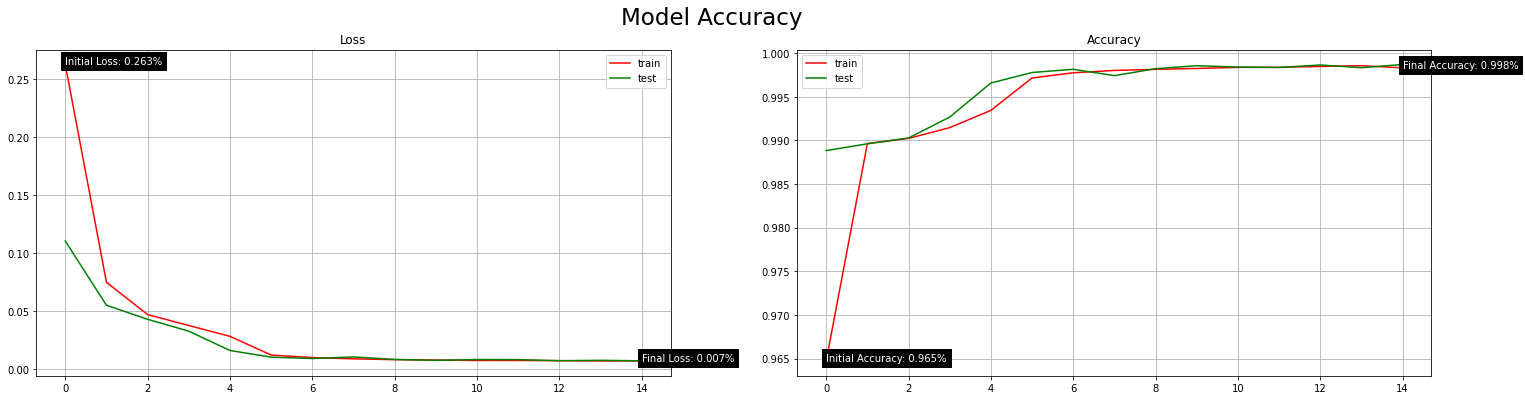 Model Accuracy
Loss
Initial Loss: 0.263%
train
test
0.25
0.20
0.15
0.10
0.05
0.00
Final Loss: 0.007%
0 2 4 6 8 10 12 14
Accuracy
train
test
Final Accuracy: 0.998%
1.000
0.995
0.990
0.985
0.980
0.975
0.970
0.965
Initial Accuracy: 0.965%
0 2 4 6 8 10 12 14